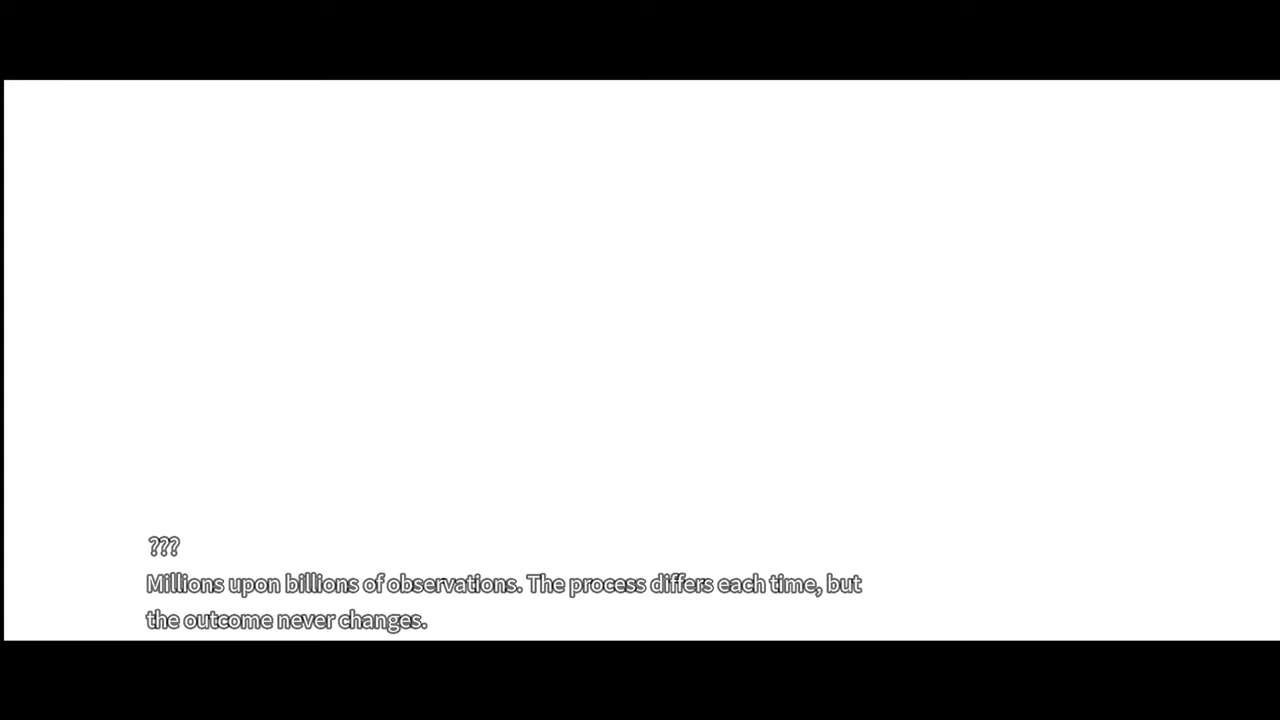 ???
Millions upon billions of observations. The process differs each time, but
the outcome never changes.